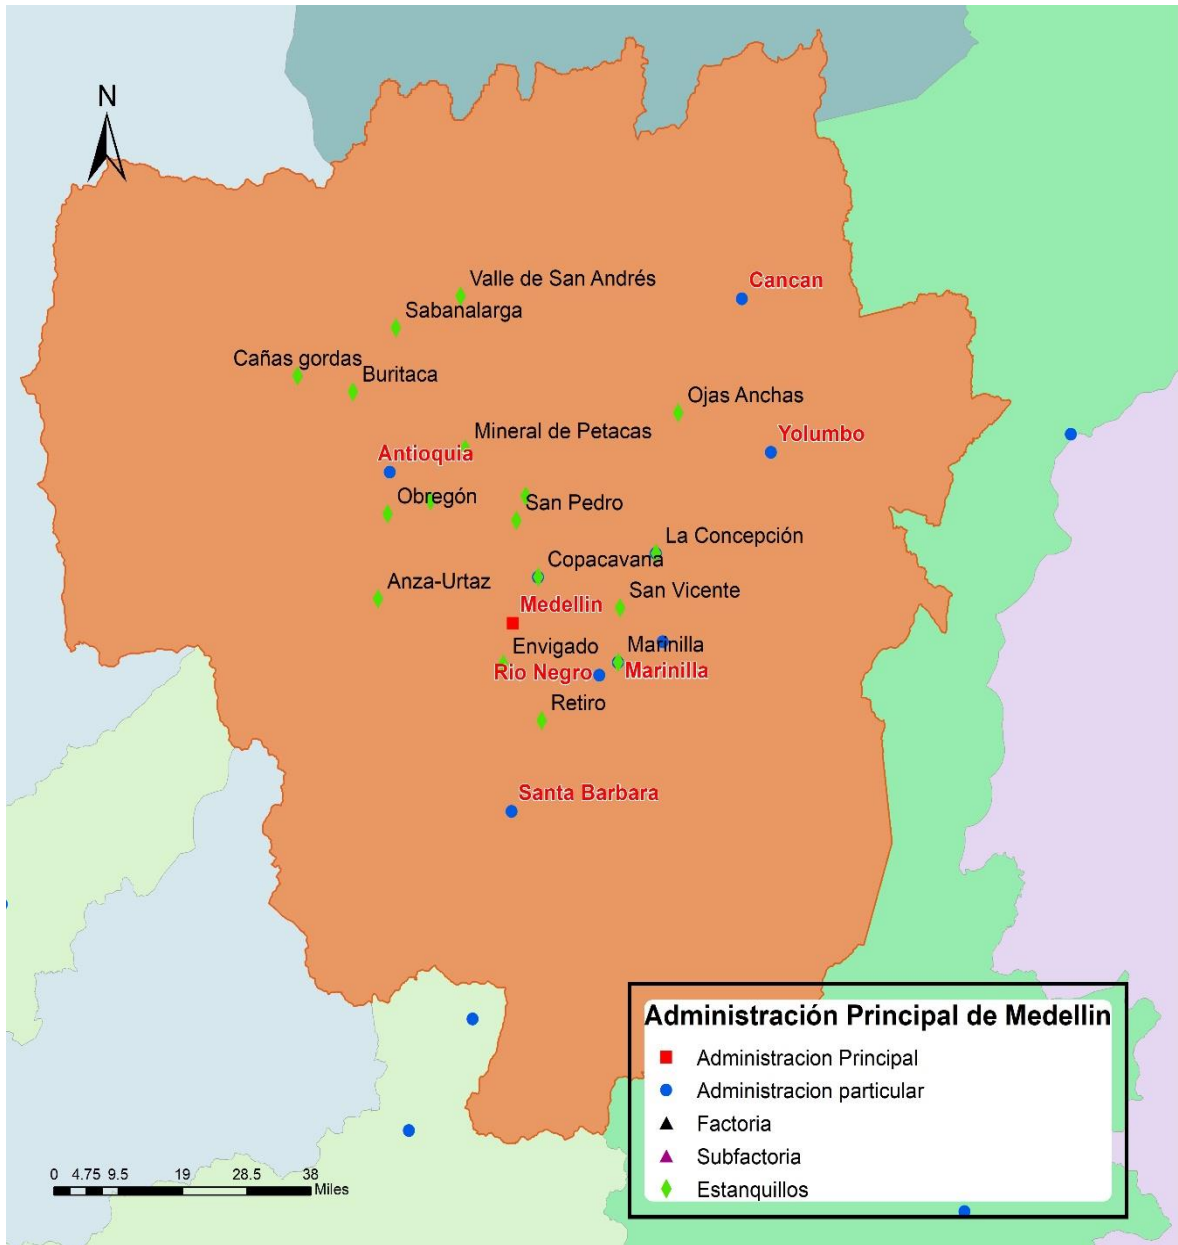 N
Valle de San Andrés
Cancan
Sabanalarga
Cañas gordas
Buritaca
Ojas Anchas
Mineral de Petacas
Yolumbo
Antioquia
Obregón
San Pedro
La Concepción
Copacavana
Anza-Urtaz
San Vicente
Medellin
Envigado
Marinilla
Rio Negro
Marinilla
Retiro
Santa Barbara
Administración Principal de Medellin
Administracion Principal
Administracion particular
Factoria
Subfactoria
Estanquillos
0 4.75 9.5 19 28.5 38
Miles